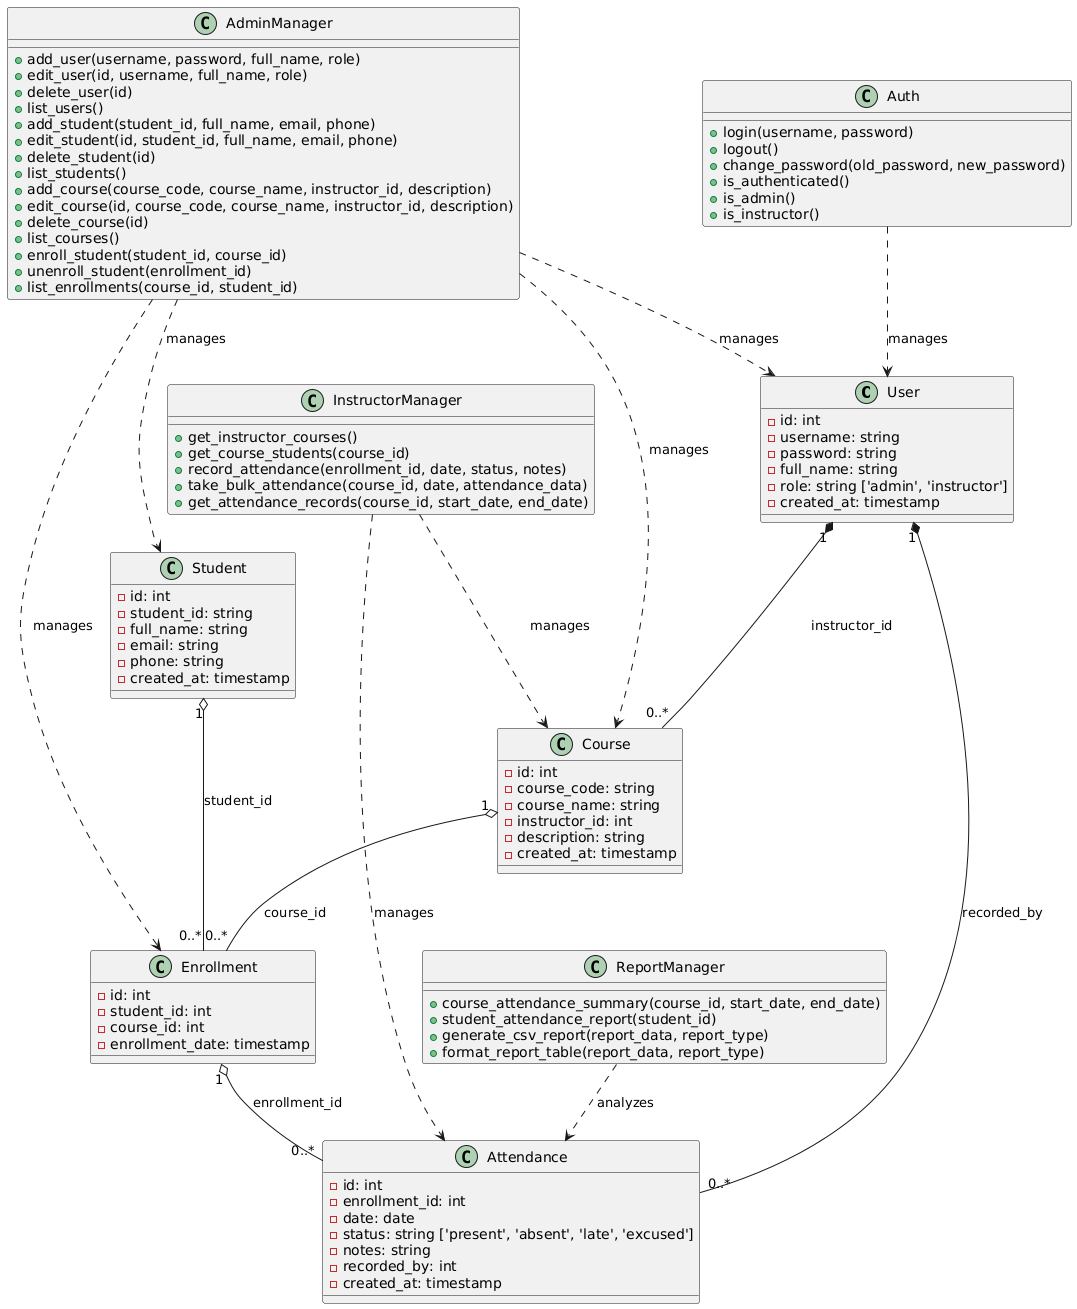 C AdminManager
add_user(username, password, full_name, role)
edit_user(id, username, full_name, role)
delete_user(id)
list_users()
add_student(student_id, full_name, email, phone)
edit_student(id, student_id, full_name, email, phone)
delete_student(id)
list_students()
add_course(course_code, course_name, instructor_id, description)
edit_course(id, course_code, course_name, instructor_id, description)
delete_course(id)
list_courses()
enroll_student(student_id, course_id)
unenroll_student(enrollment_id)
list_enrollments(course_id, student_id)
C Auth
login(username, password)
logout()
change_password(old_password, new_password)
is_authenticated()
is_admin()
is_instructor()
manages
manages
manages
C InstructorManager
get_instructor_courses()
get_course_students(course_id)
record_attendance(enrollment_id, date, status, notes)
take_bulk_attendance(course_id, date, attendance_data)
get_attendance_records(course_id, start_date, end_date)
C User
id: int
username: string
password: string
full_name: string
role: string ['admin', 'instructor']
created_at: timestamp
manages
1
1
C Student
id: int
student_id: string
full_name: string
email: string
phone: string
created_at: timestamp
manages
manages
instructor_id
1
0..*
C Course
id: int
course_code: string
course_name: string
instructor_id: int
description: string
created_at: timestamp
student_id
1
course_id
manages
recorded_by
0..*
0..*
C Enrollment
id: int
student_id: int
course_id: int
enrollment_date: timestamp
C ReportManager
course_attendance_summary(course_id, start_date, end_date)
student_attendance_report(student_id)
generate_csv_report(report_data, report_type)
format_report_table(report_data, report_type)
1
enrollment_id
analyzes
0..*
0..*
C Attendance
id: int
enrollment_id: int
date: date
status: string ['present', 'absent', 'late', 'excused']
notes: string
recorded_by: int
created_at: timestamp